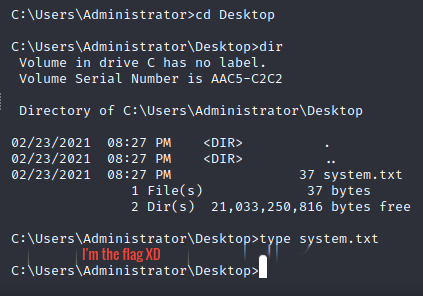 C:\Users\Administrator>cd Desktop
C:\Users\Administrator\Desktop>dir
Volume in drive C has no label.
Volume Serial Number is AAC5-C2C2
Directory of C:\Users\Administrator\Desktop
02/23/2021  08:27 PM    <DIR>          .
02/23/2021  08:27 PM    <DIR>          ..
02/23/2021  08:27 PM                37 system.txt
1 File(s)             37 bytes
2 Dir(s)  21,033,250,816 bytes free
C:\Users\Administrator\Desktop>type system.txt
I'm the flag XD
C:\Users\Administrator\Desktop>